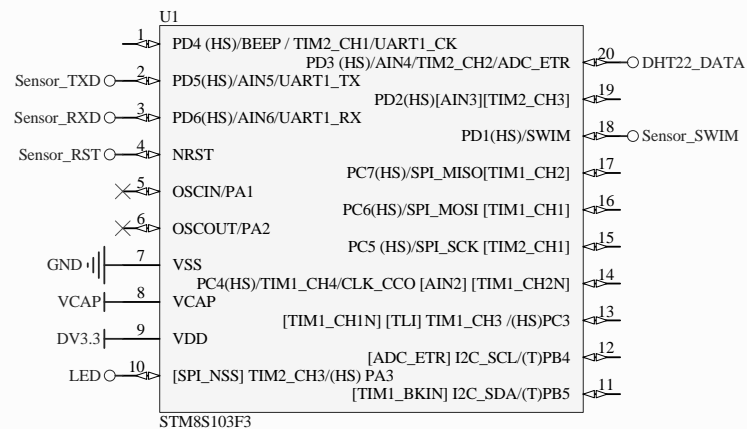 U1
1 PD4 (HS)/BEEP / TIM2_CH1/UART1_CK
PD3 (HS)/AIN4/TIM2_CH2/ADC_ETR 20 DHT22_DATA
Sensor_TXD 2 PD5(HS)/AIN5/UART1_TX
PD2(HS)[AIN3][TIM2_CH3] 19
Sensor_RXD 3 PD6(HS)/AIN6/UART1_RX
PD1(HS)/SWIM 18 Sensor_SWIM
Sensor_RST 4 NRST
PC7(HS)/SPI_MISO[TIM1_CH2] 17
5 OSCIN/PA1
PC6(HS)/SPI_MOSI [TIM1_CH1] 16
6 OSCOUT/PA2
PC5 (HS)/SPI_SCK [TIM2_CH1] 15
GND 7 VSS
PC4(HS)/TIM1_CH4/CLK_CCO [AIN2] [TIM1_CH2N] 14
VCAP 8 VCAP
[TIM1_CH1N] [TLI] TIM1_CH3 /(HS)PC3 13
DV3.3 9 VDD
[ADC_ETR] I2C_SCL/(T)PB4 12
LED 10 [SPI_NSS] TIM2_CH3/(HS) PA3
[TIM1_BKIN] I2C_SDA/(T)PB5 11
STM8S103F3